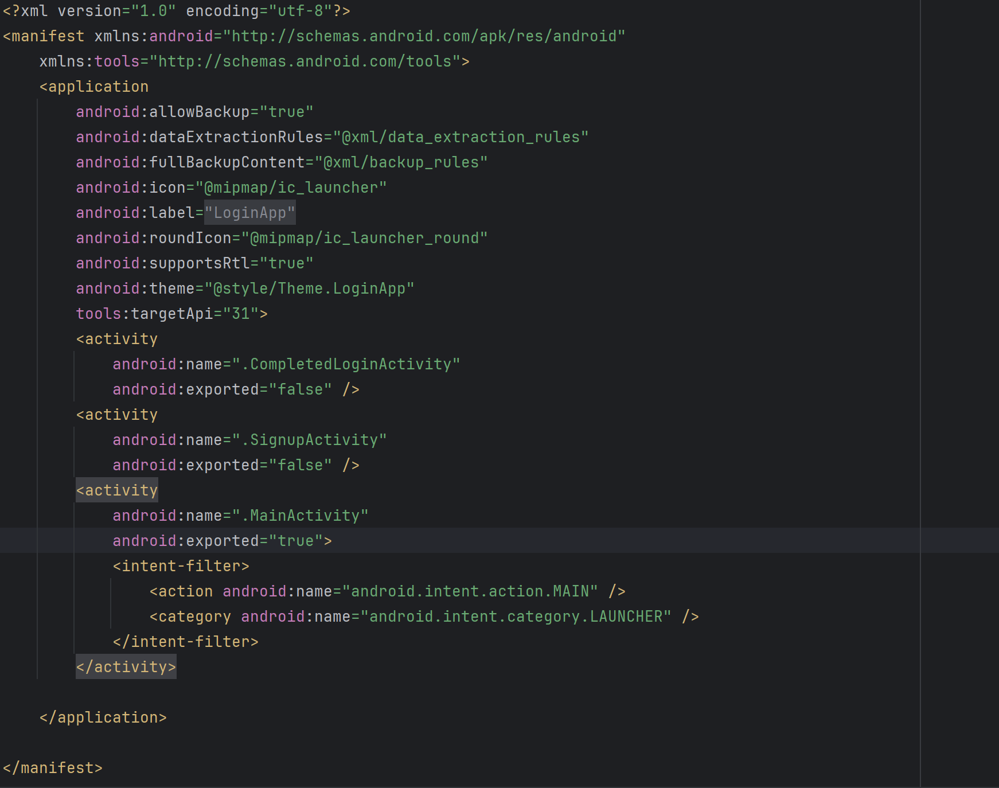 <?xml version="1.0" encoding="utf-8"?>
<manifest xmlns:android="http://schemas.android.com/apk/res/android"
    xmlns:tools="http://schemas.android.com/tools">
    <application
        android:allowBackup="true"
        android:dataExtractionRules="@xml/data_extraction_rules"
        android:fullBackupContent="@xml/backup_rules"
        android:icon="@mipmap/ic_launcher"
        android:label="LoginApp"
        android:roundIcon="@mipmap/ic_launcher_round"
        android:supportsRtl="true"
        android:theme="@style/Theme.LoginApp"
        tools:targetApi="31">
        <activity
            android:name=".CompletedLoginActivity"
            android:exported="false" />
        <activity
            android:name=".SignupActivity"
            android:exported="false" />
        <activity
            android:name=".MainActivity"
            android:exported="true">
            <intent-filter>
                <action android:name="android.intent.action.MAIN" />
                <category android:name="android.intent.category.LAUNCHER" />
            </intent-filter>
        </activity>

    </application>

</manifest>